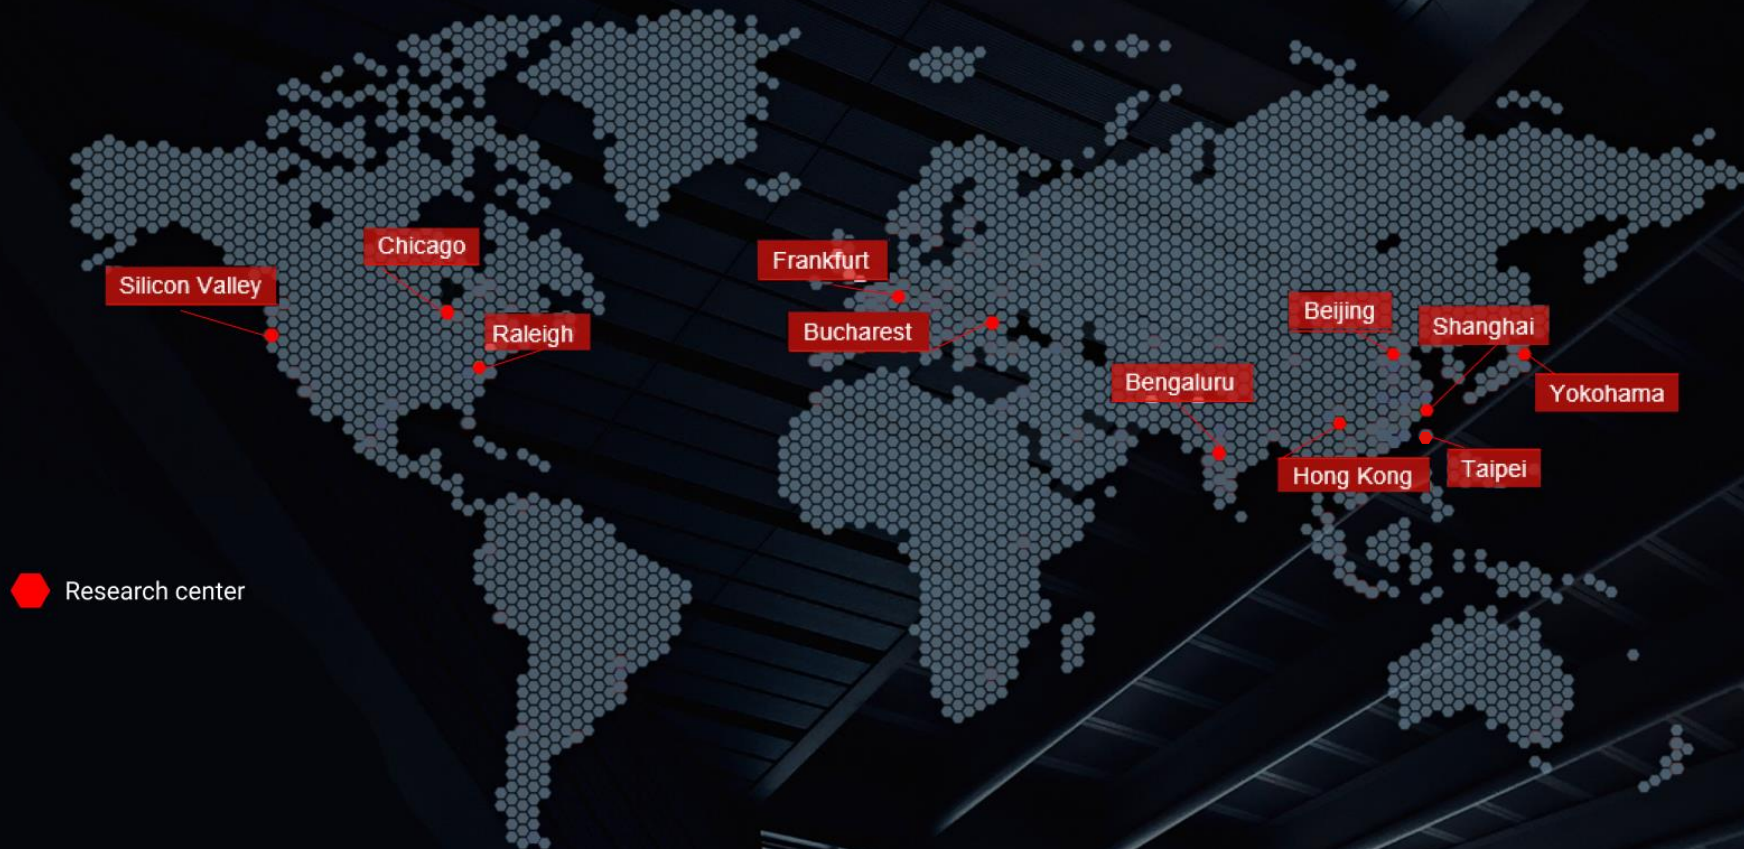 Chicago
Silicon Valley
Raleigh
Frankfurt
Bucharest
Bengaluru
Beijing
Shanghai
Yokohama
Hong Kong
Taipei
Research center